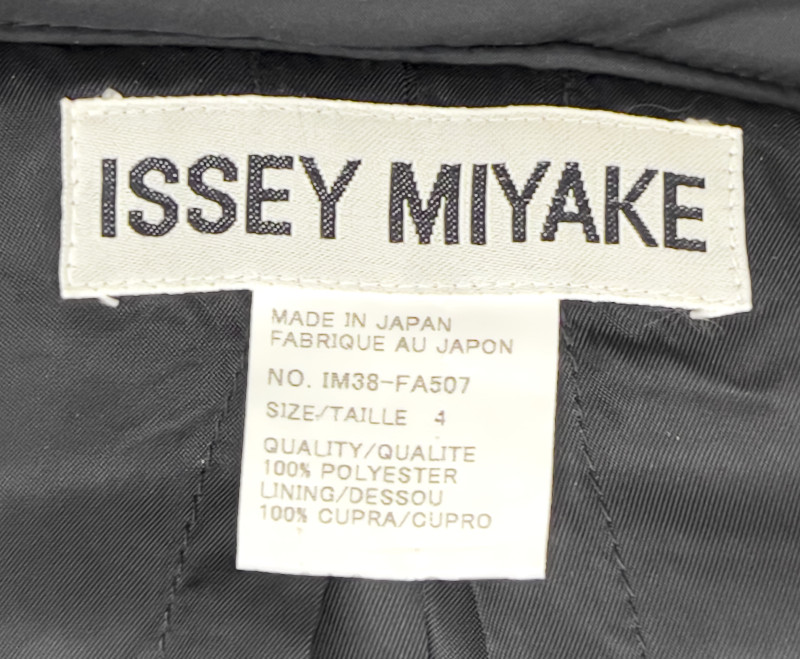 ISSEY MIYAKE
MADE IN JAPAN
FABRIQUE AU JAPON
NO. IM38-FA507
SIZE/TAILLE 4
QUALITY/QUALITE
100% POLYESTER
LINING/DESSOU
100% CUPRA/CUPRO